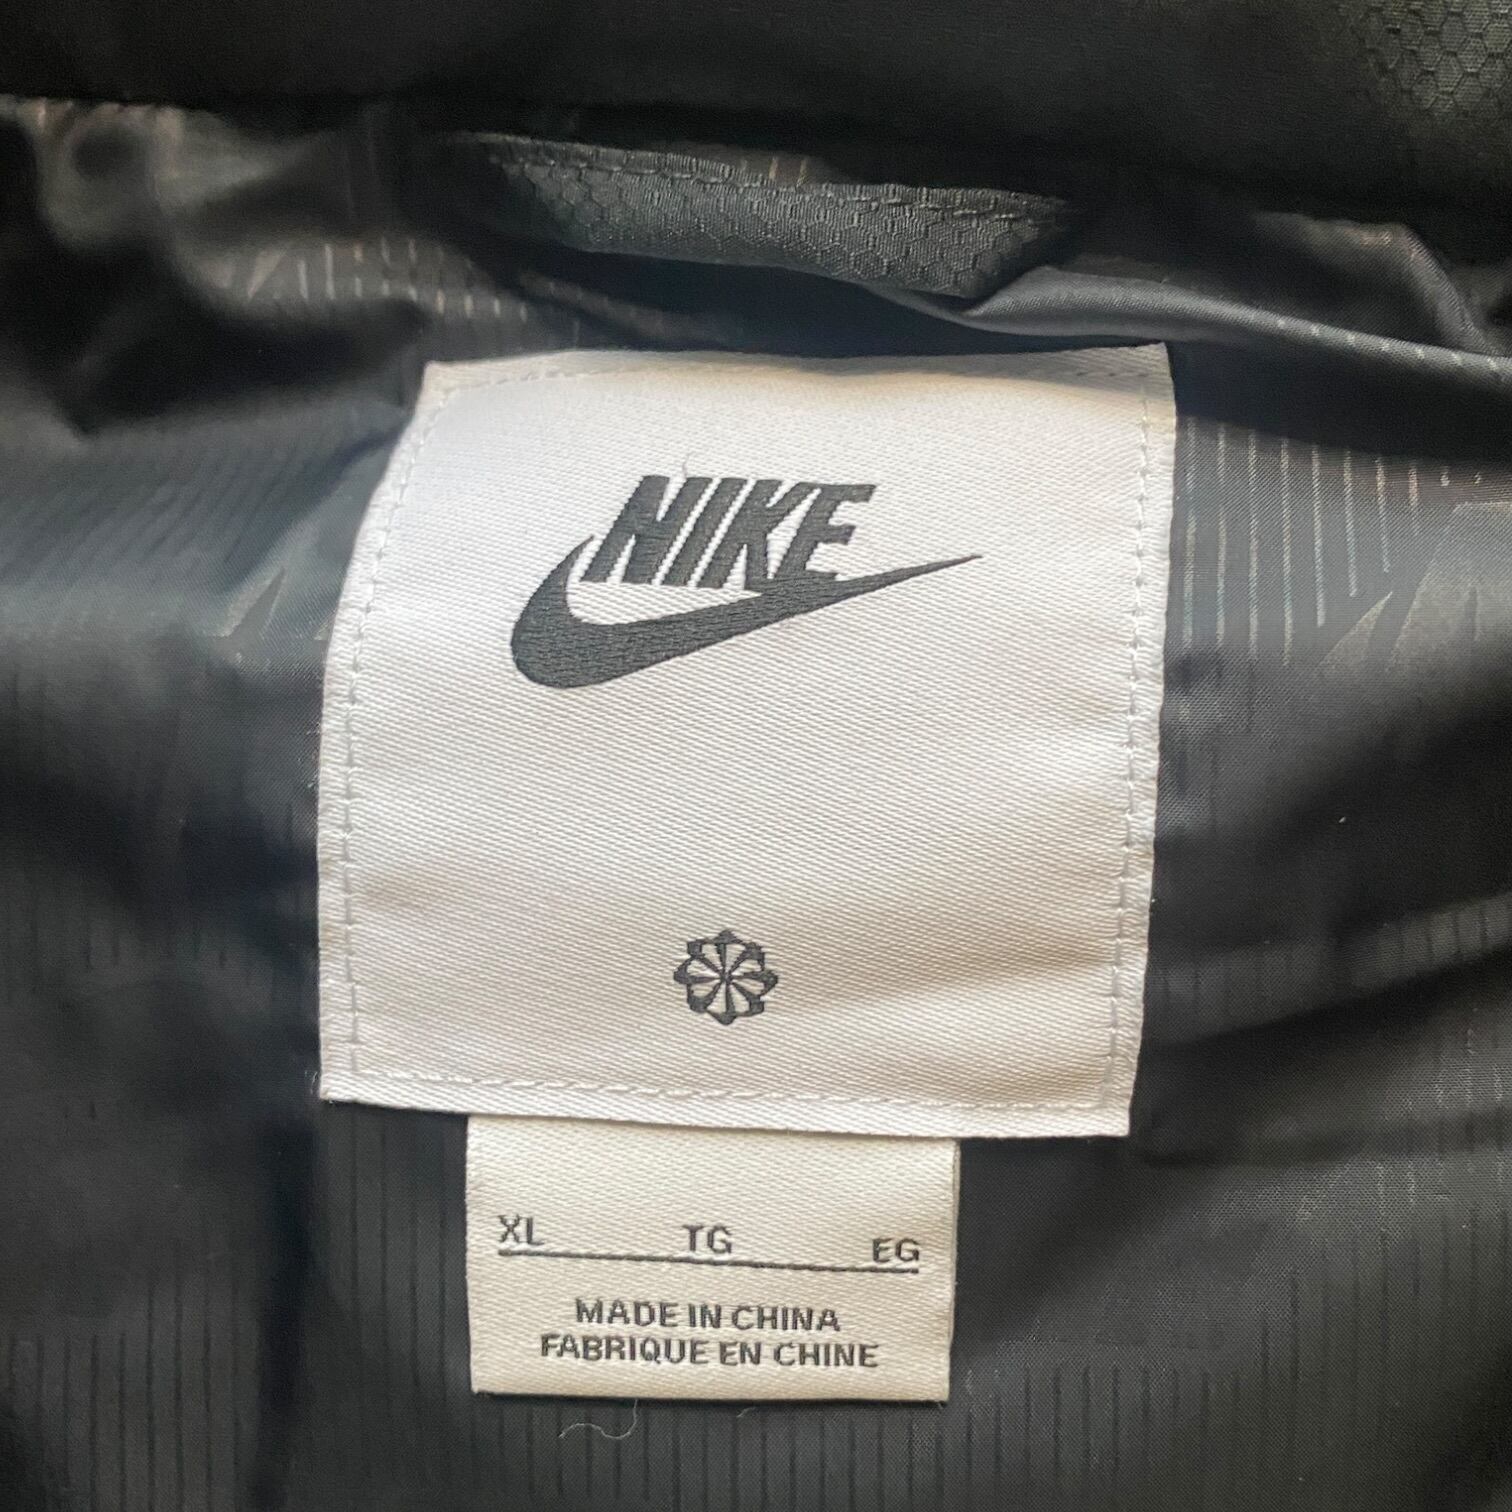 NIKE
XL TG EG
MADE IN CHINA
FABRIQUE EN CHINE